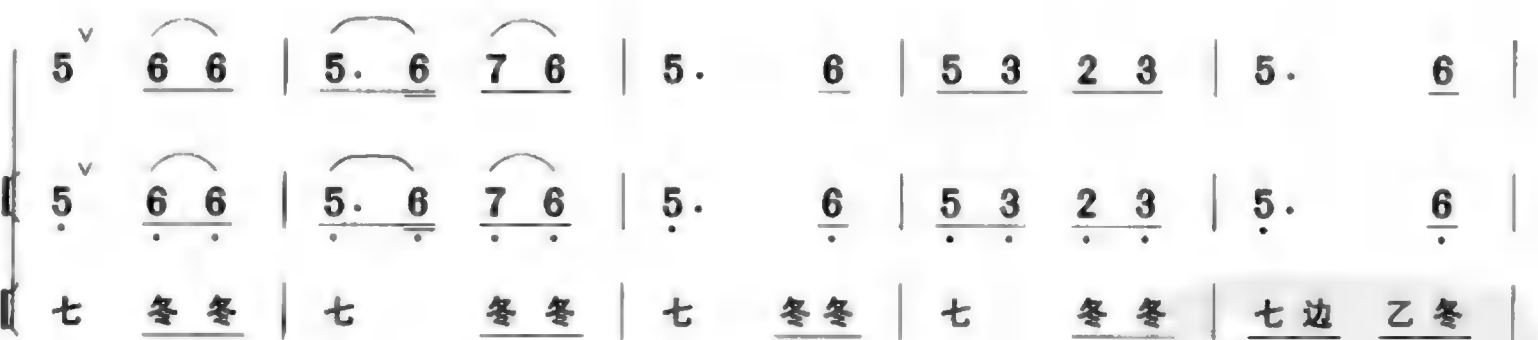 5 ∨ 6 6 | 5. 6 7 6 | 5. 6 | 5 3 2 3 | 5. 6 |
5̣ ∨ 6̣ 6̣ | 5̣. 6̣ 7̣ 6̣ | 5̣. 6̣ | 5̣ 3̣ 2̣ 3̣ | 5̣. 6̣ |
七 冬 冬 | 七 冬 冬 | 七 冬 冬 | 七 冬 冬 | 七 边 乙 冬 |